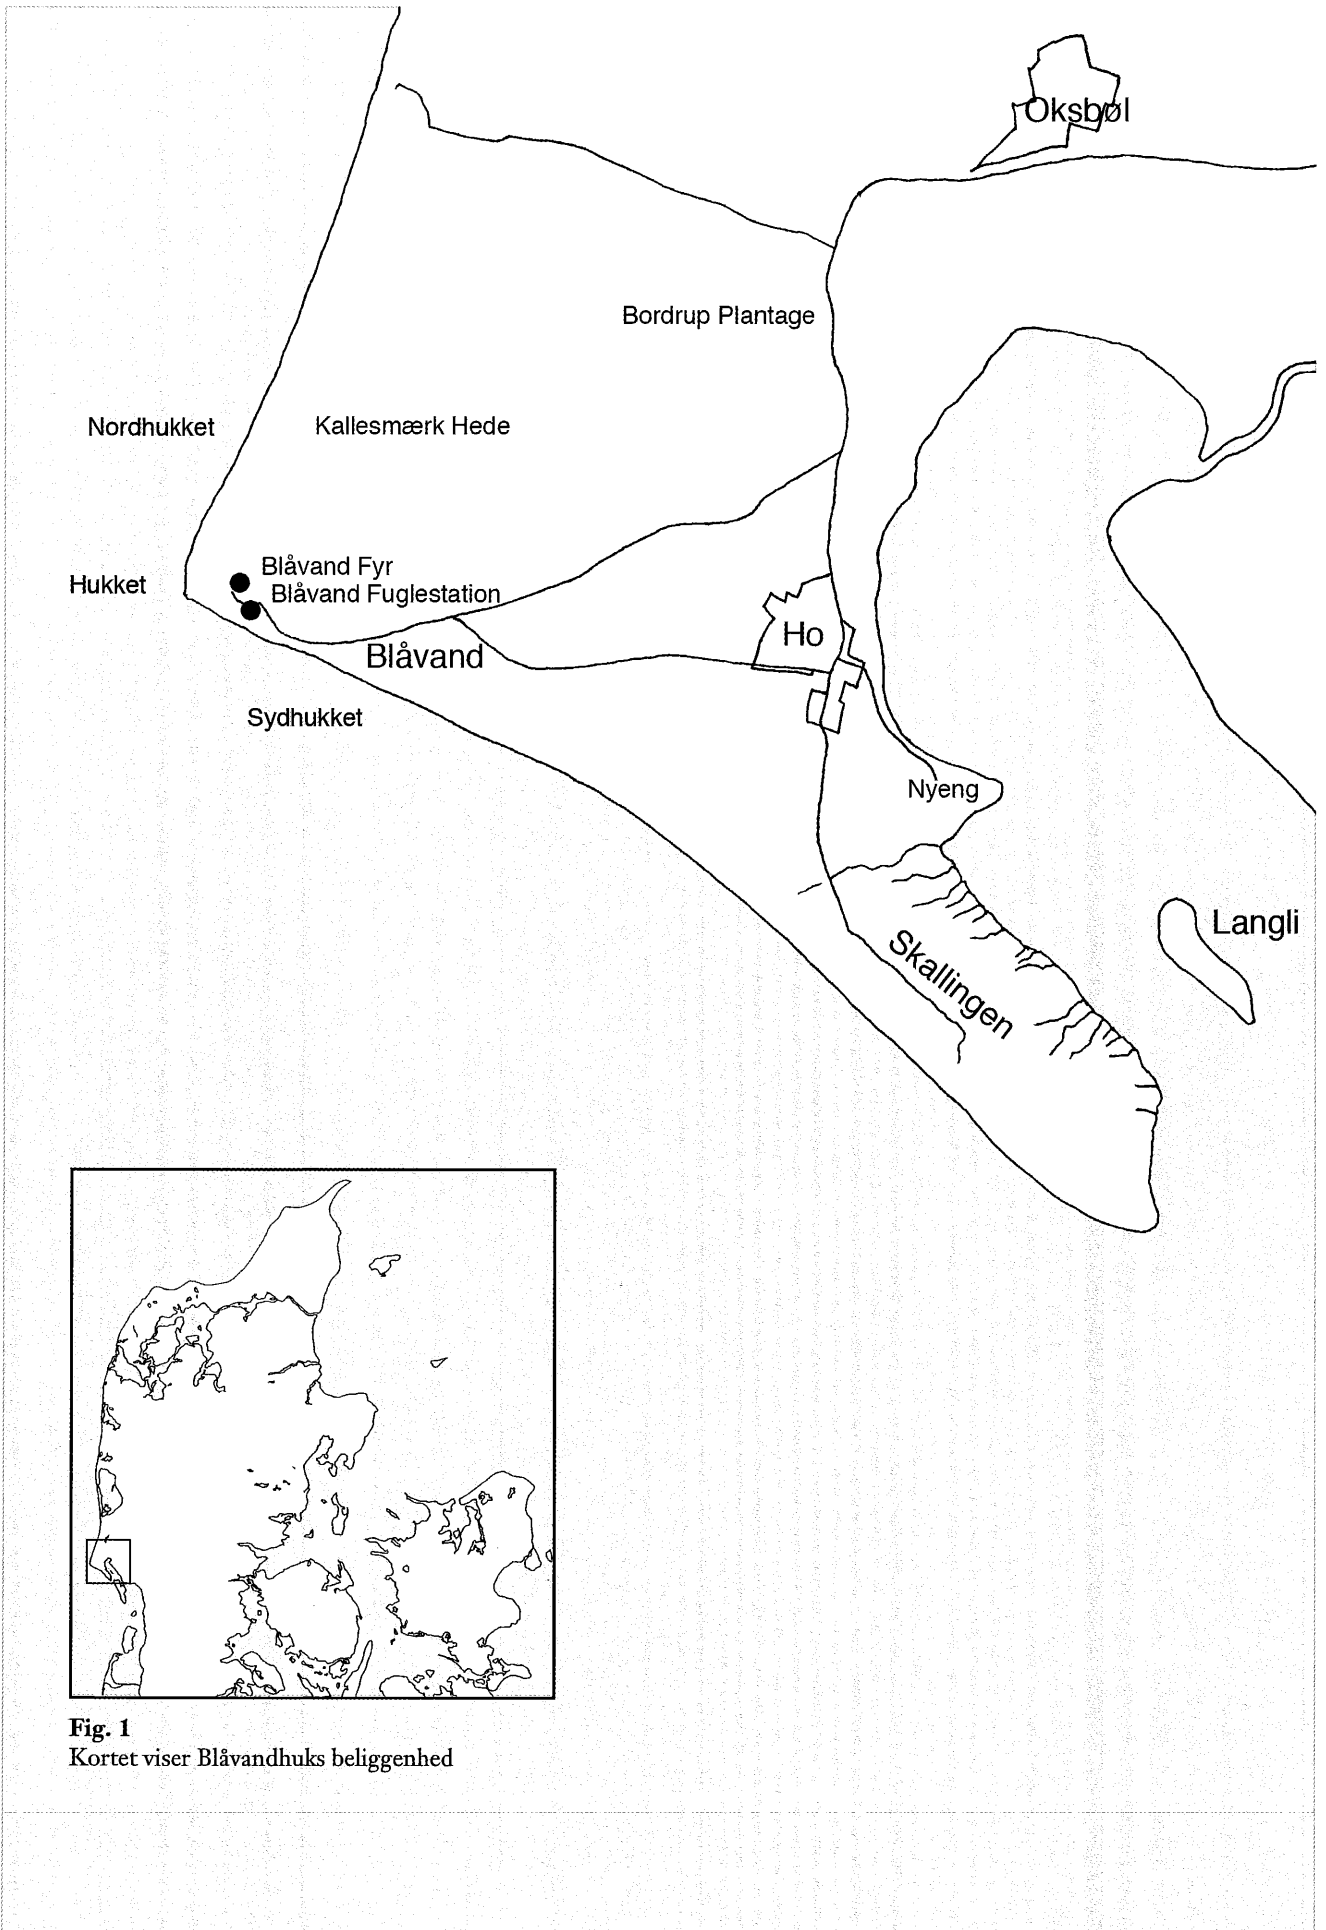 Oksbøl
Bordrup Plantage
Nordhukket
Kallesmærk Hede
Blåvand Fyr
Hukket
Blåvand Fuglestation
Ho
Blåvand
Sydhukket
Nyeng
Langli
Skallingen
Fig. 1
Kortet viser Blåvandhuks beliggenhed